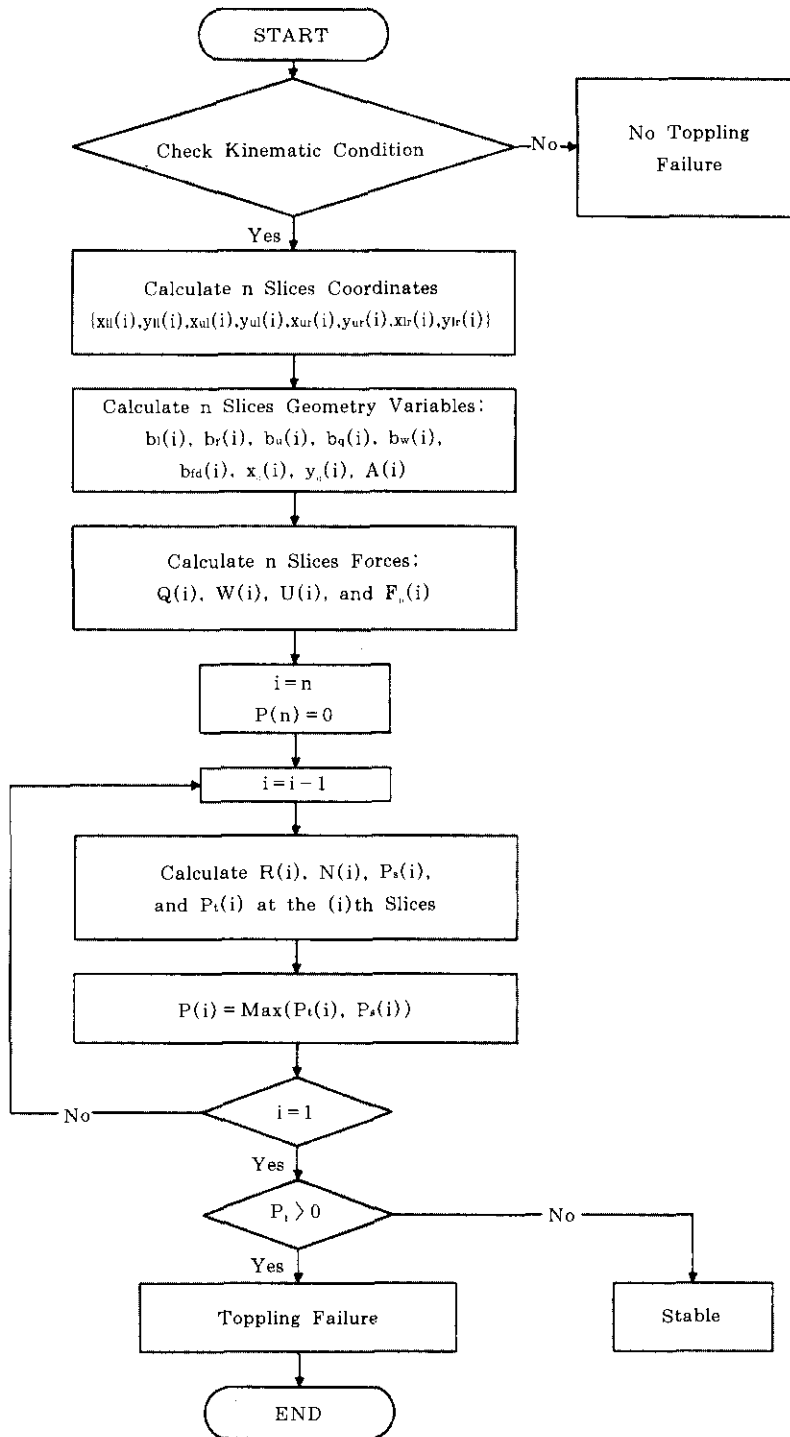 START
Check Kinematic Condition
No
No Toppling
Failure
Yes
Calculate n Slices Coordinates
{xll(i),yll(i),xul(i),yul(i),xur(i),yur(i),xlr(i),ylr(i)}
Calculate n Slices Geometry Variables:
bl(i), br(i), bu(i), bq(i), bw(i),
bfd(i), x(i), y(i), A(i)
Calculate n Slices Forces:
Q(i), W(i), U(i), and F(i)
i=n
P(n)=0
i=i-1
Calculate R(i), N(i), Ps(i),
and Pt(i) at the (i)th Slices
P(i)=Max(Pt(i), Ps(i))
No
i=1
Yes
P >0
No
Yes
Toppling Failure
Stable
END